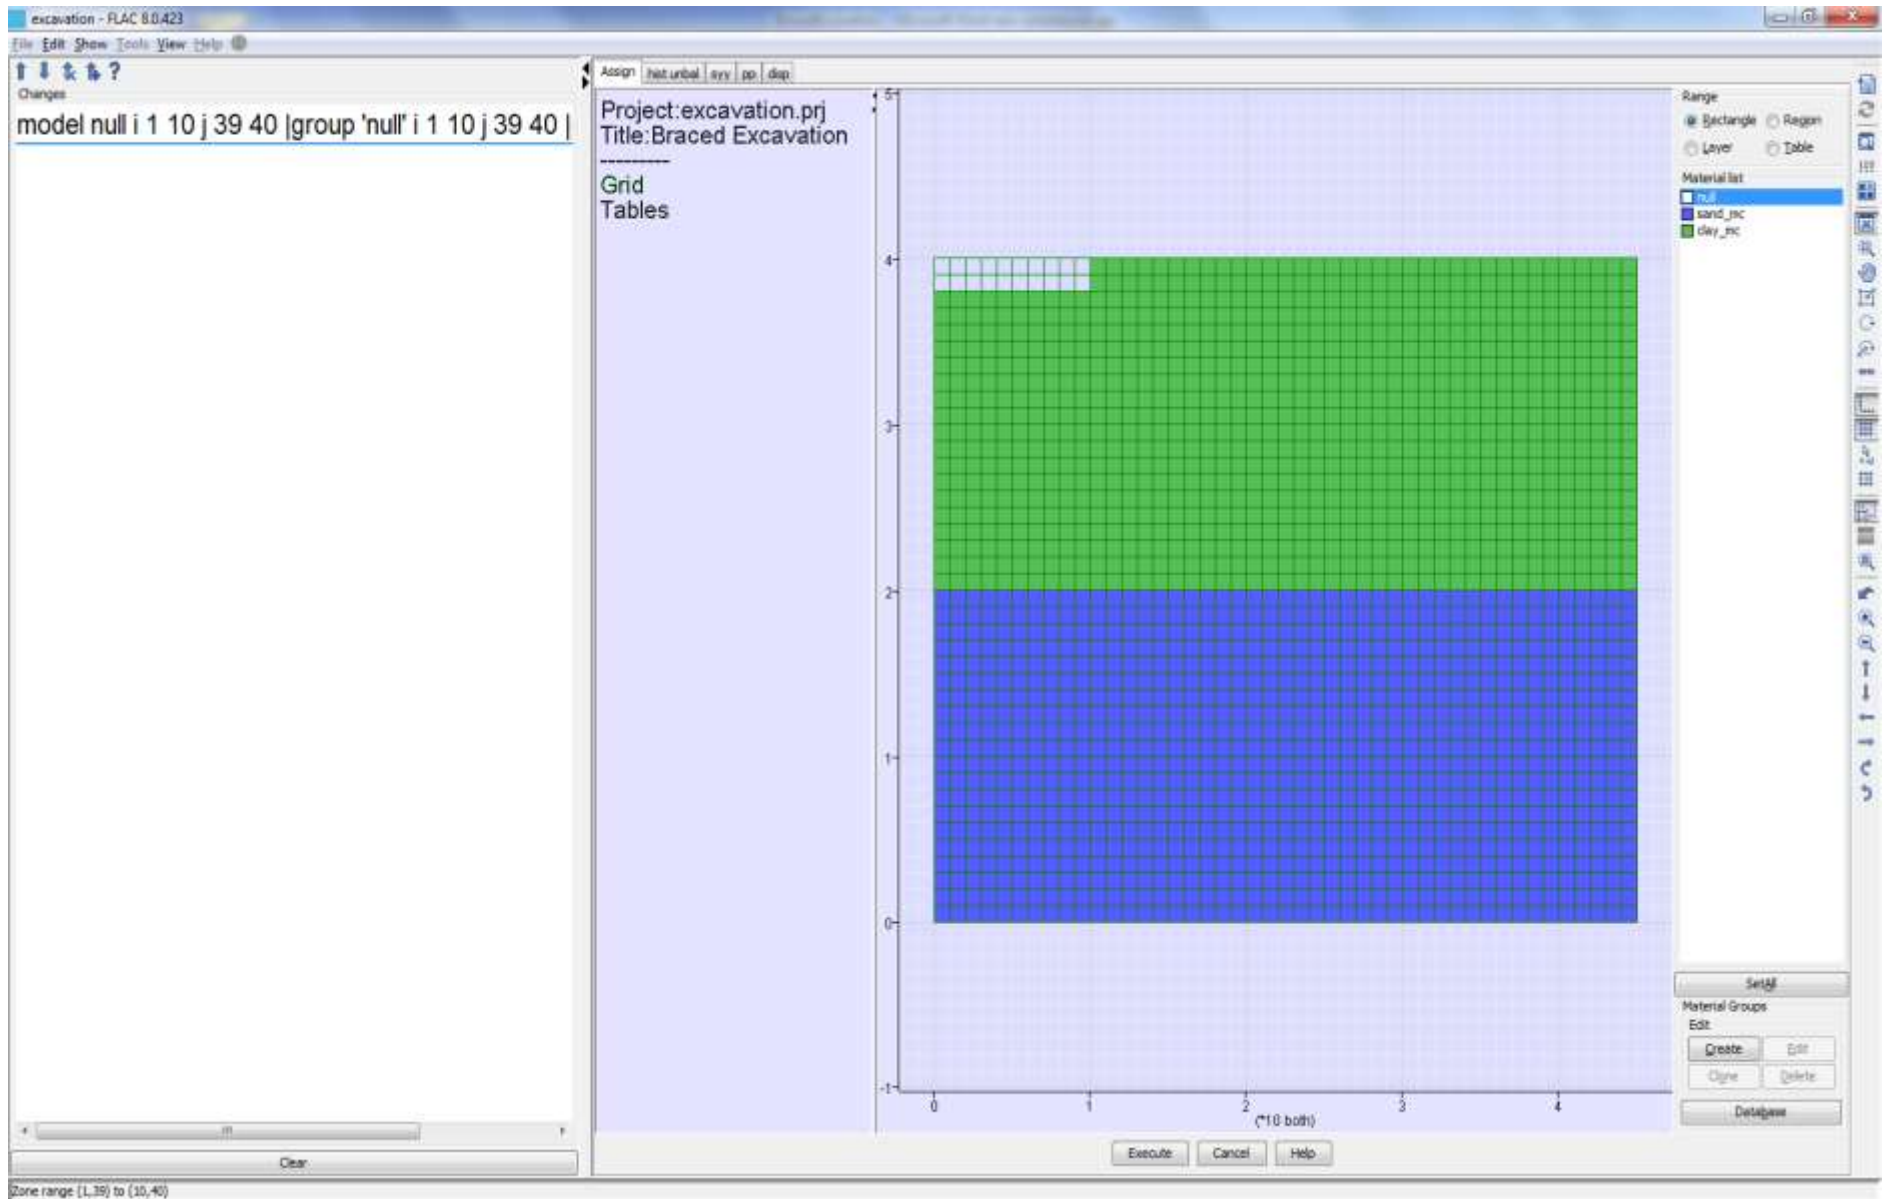 excavation - FLAC 8.0.423
File Edit Show Tools View Help
Changes
model null i 1 10 j 39 40 |group 'null' i 1 10 j 39 40 |
Clear
Zone range (1,39) to (10,40)
Assign hist.unbal syy pp disp
Project:excavation.prj
Title:Braced Excavation
---------
Grid
Tables
5
4
3
2
1
0
-1
0 1 2 3 4
(*10 both)
Execute Cancel Help
Range
Rectangle Region
Layer Table
Material list
null
sand_mc
clay_mc
SetAll
Material Groups
Edit
Create Edit
Clone Delete
Database